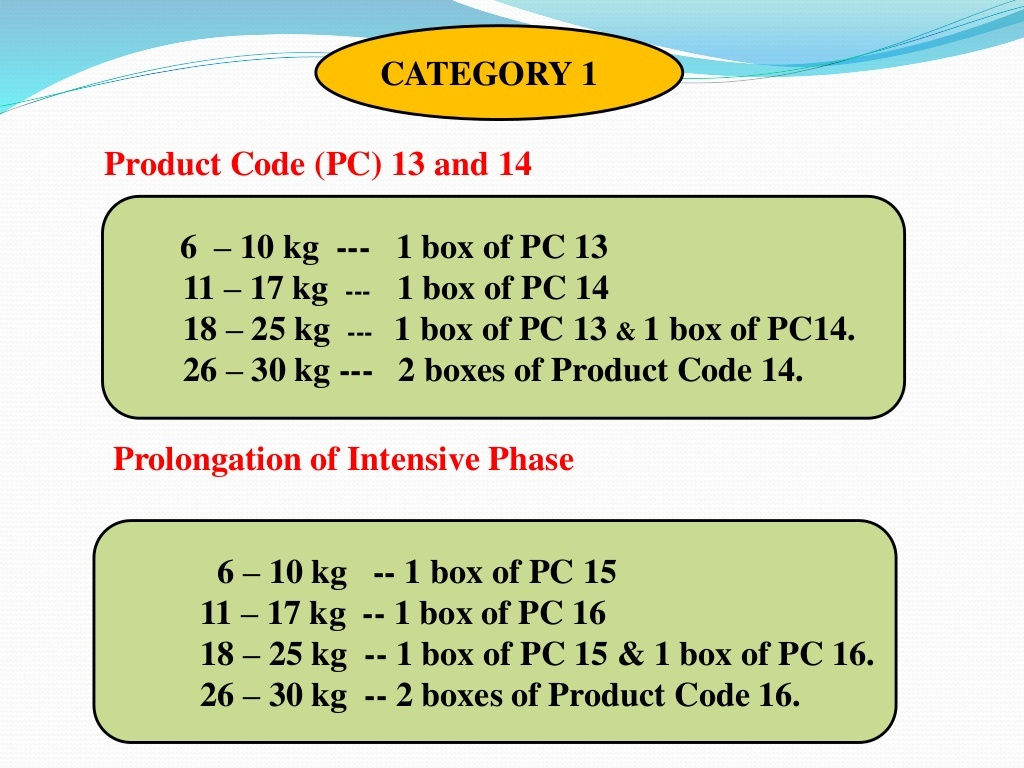 CATEGORY 1
Product Code (PC) 13 and 14
6 – 10 kg --- 1 box of PC 13
11 – 17 kg --- 1 box of PC 14
18 – 25 kg --- 1 box of PC 13 & 1 box of PC14.
26 – 30 kg --- 2 boxes of Product Code 14.
Prolongation of Intensive Phase
6 – 10 kg -- 1 box of PC 15
11 – 17 kg -- 1 box of PC 16
18 – 25 kg -- 1 box of PC 15 & 1 box of PC 16.
26 – 30 kg -- 2 boxes of Product Code 16.